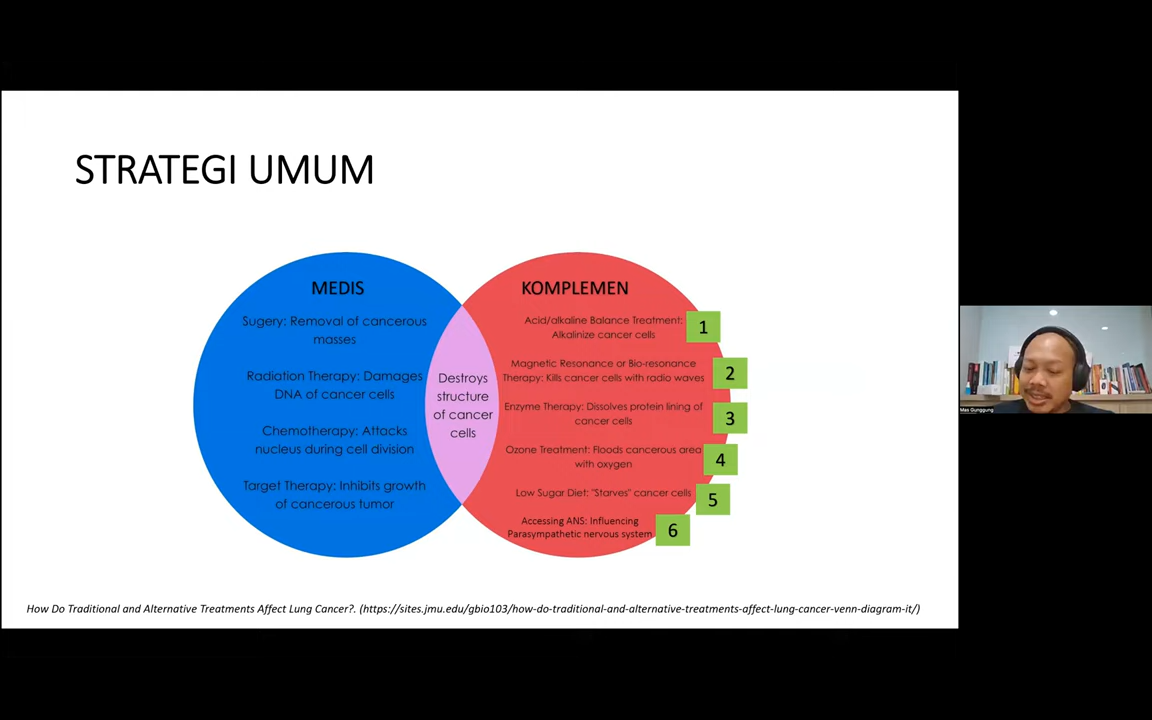 STRATEGI UMUM
MEDIS
Sugery: Removal of cancerous
masses
Radiation Therapy: Damages
DNA of cancer cells
Chemotherapy: Attacks
nucleus during cell division
Target Therapy: Inhibits growth
of cancerous tumor
Destroys
structure
of cancer
cells
KOMPLEMEN
Acid/alkaline Balance Treatment:
Alkalinize cancer cells
1
Magnetic Resonance or Bio-resonance
Therapy: Kills cancer cells with radio waves
2
Enzyme Therapy: Dissolves protein lining of
cancer cells
3
Ozone Treatment: Floods cancerous area
with oxygen
4
Low Sugar Diet: "Starves" cancer cells
5
Accessing ANS: Influencing
Parasympathetic nervous system
6
How Do Traditional and Alternative Treatments Affect Lung Cancer?. (https://sites.jmu.edu/gbio103/how-do-traditional-and-alternative-treatments-affect-lung-cancer-venn-diagram-it/)
Mas Gunggung